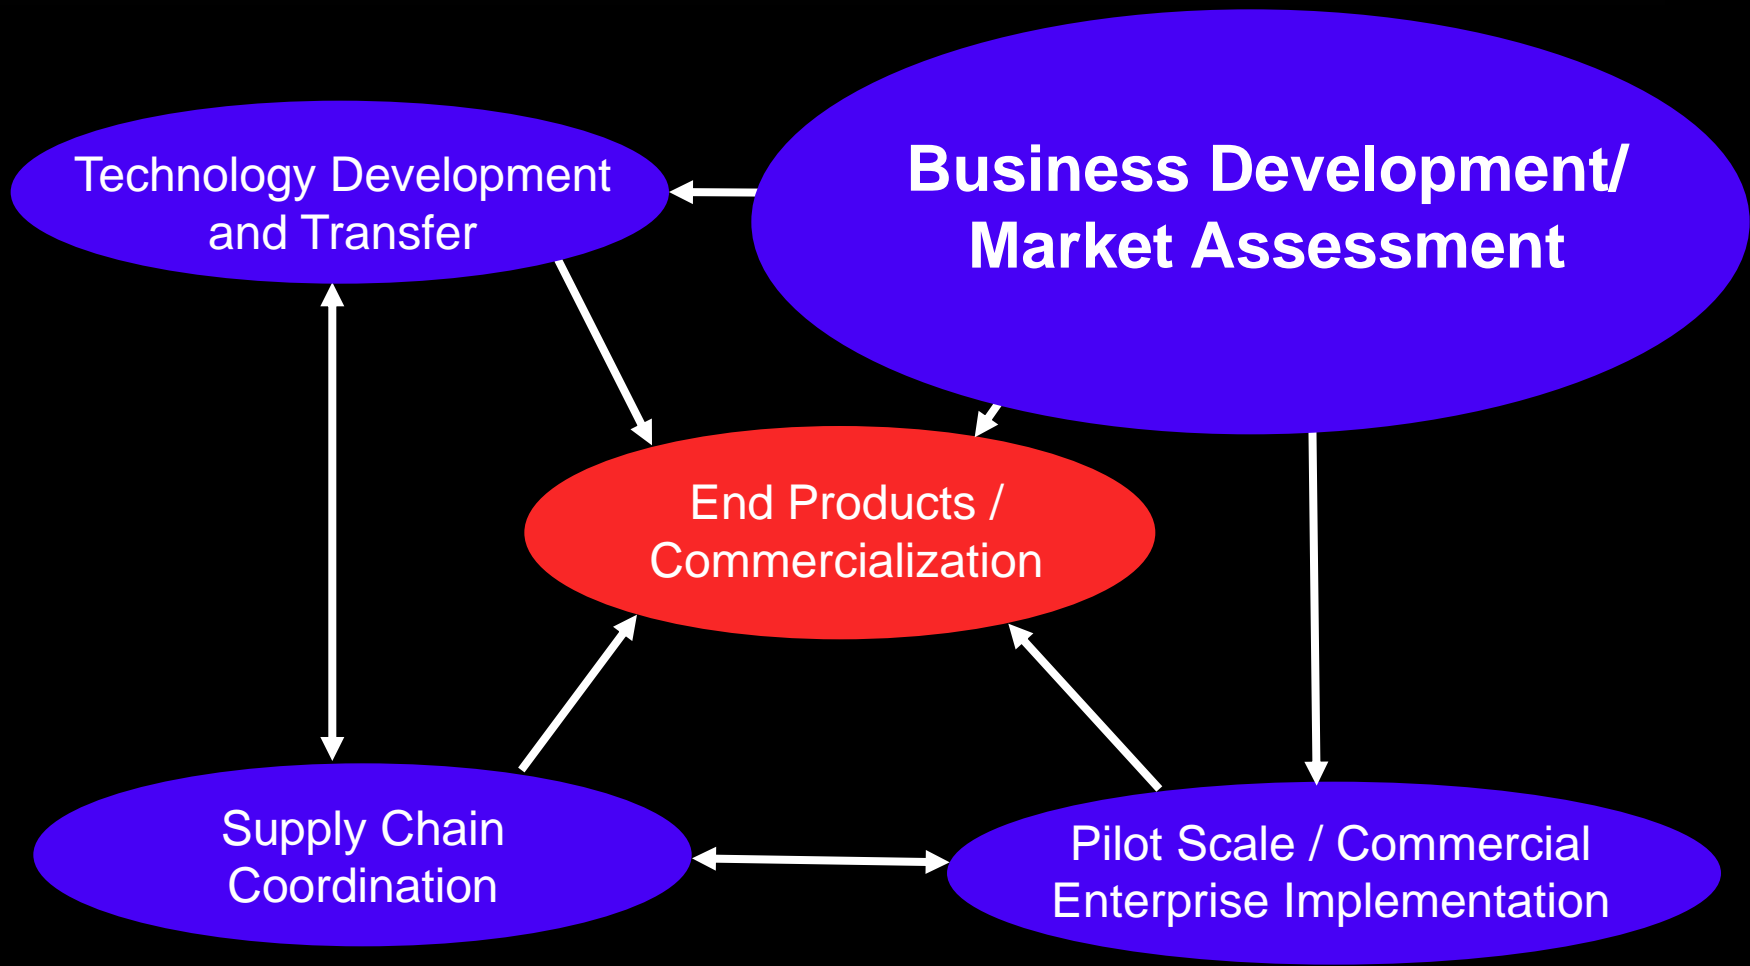 Technology Development
and Transfer
Business Development/
Market Assessment
End Products /
Commercialization
Supply Chain
Coordination
Pilot Scale / Commercial
Enterprise Implementation